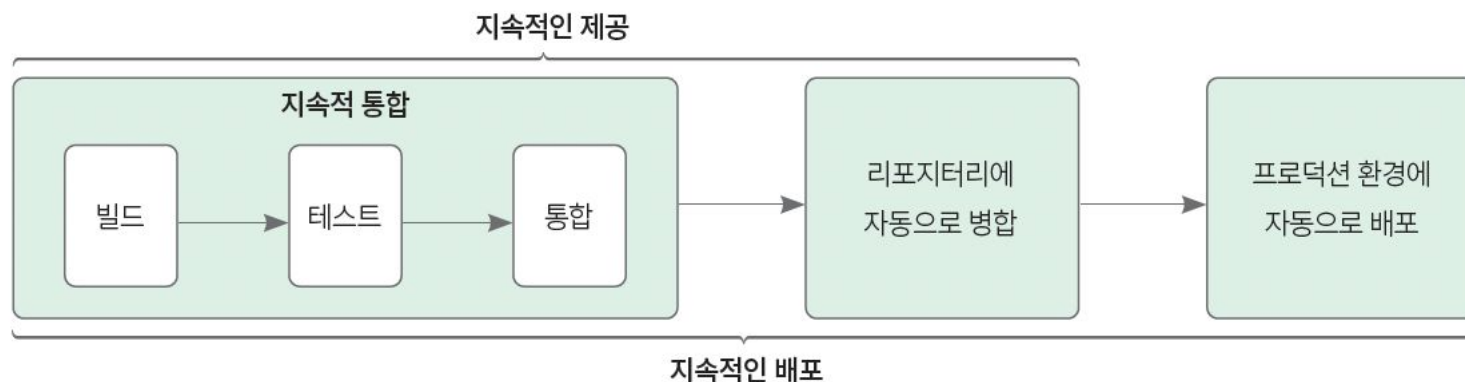 지속적인 제공
지속적 통합
빌드
테스트
통합
리포지터리에
자동으로 병합
프로덕션 환경에
자동으로 배포
지속적인 배포